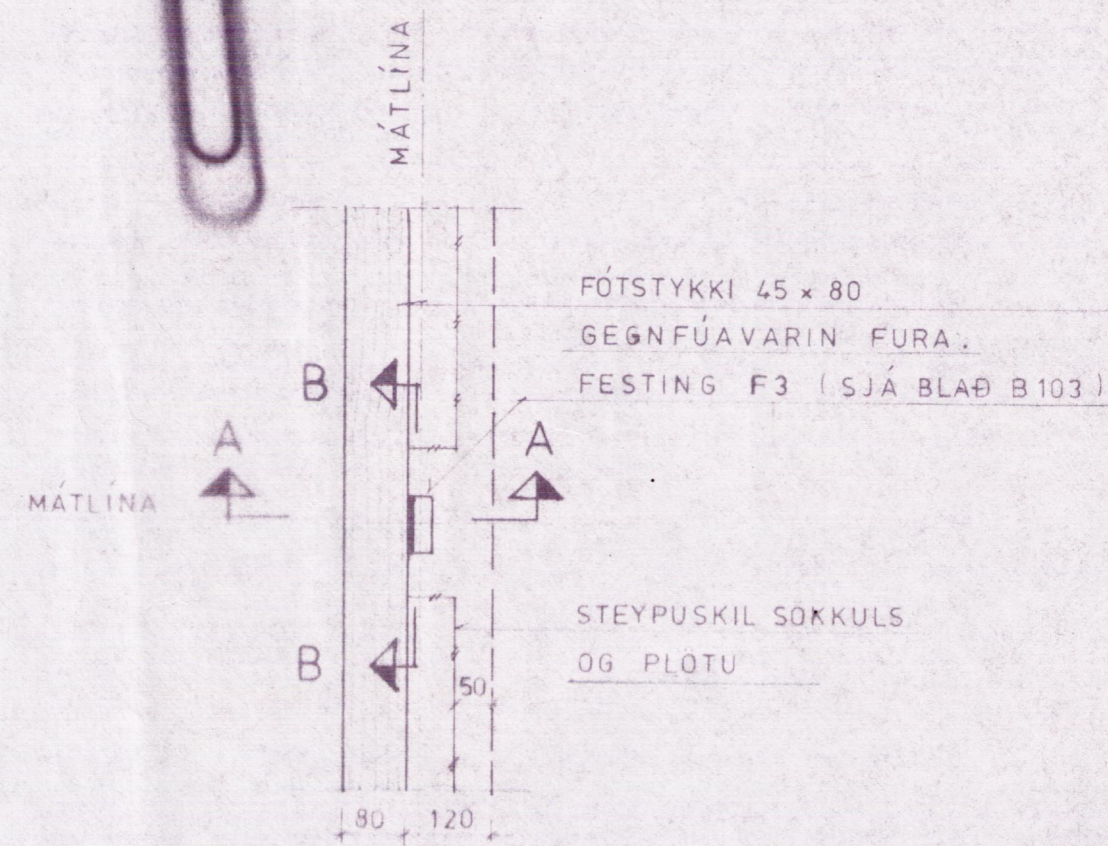 MÁTLÍNA
FÓTSTYKKI 45 x 80
GEGNFÚAVARIN FURA.
FESTING F3 (SJÁ BLAÐ B103)
B
A
A
MÁTLÍNA
STEYPUSKIL SÖKKULS
OG PLÖTU
B
50
80
120